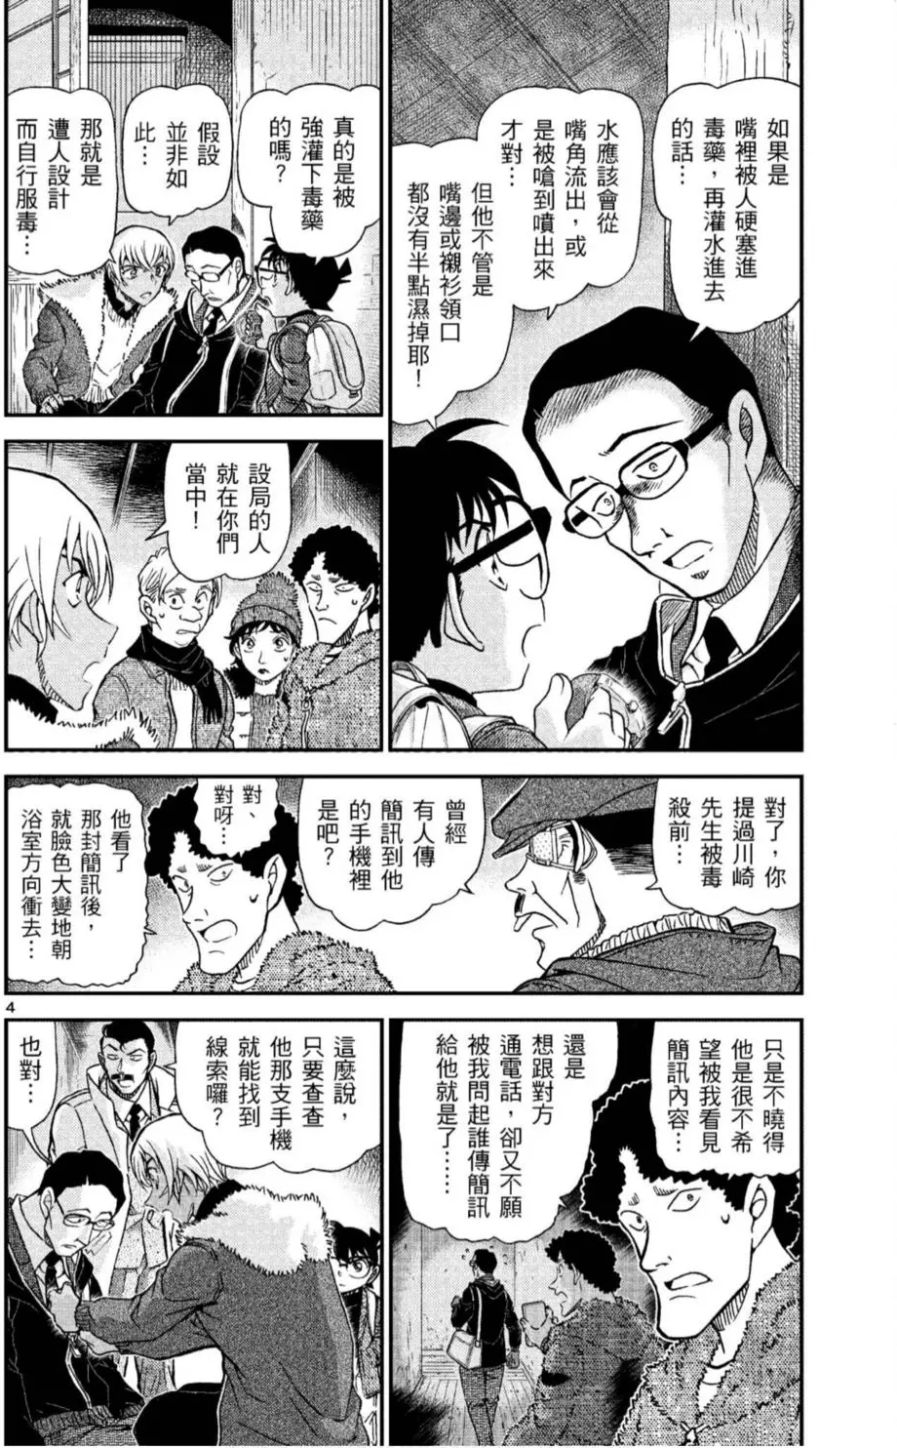 如果是
嘴裡被人硬塞進
毒藥，再灌水進去
的話…
水應該會從
嘴角流出，或
是被嗆到噴出來
才對…
但他不管是
嘴邊或襯衫領口
都沒有半點濕掉耶！
真的是被
強灌下毒藥
的嗎？
假設
並非如
此…
那就是
遭人設計
而自行服毒…
設局的人
就在你們
當中！
對了，你
提過川崎
先生被毒
殺前…
曾經
有人傳
簡訊到他
的手機裡
是吧？
對、
對呀…
他看了
那封簡訊後，
就臉色大變地朝
浴室方向衝去…
只是不曉得
他是很不希
望被我看見
簡訊內容…
還是
想跟對方
通電話，卻又不願
被我問起誰傳簡訊
給他就是了……
這麼說，
只要查查
他那支手機
就能找到
線索囉？
也對…
4